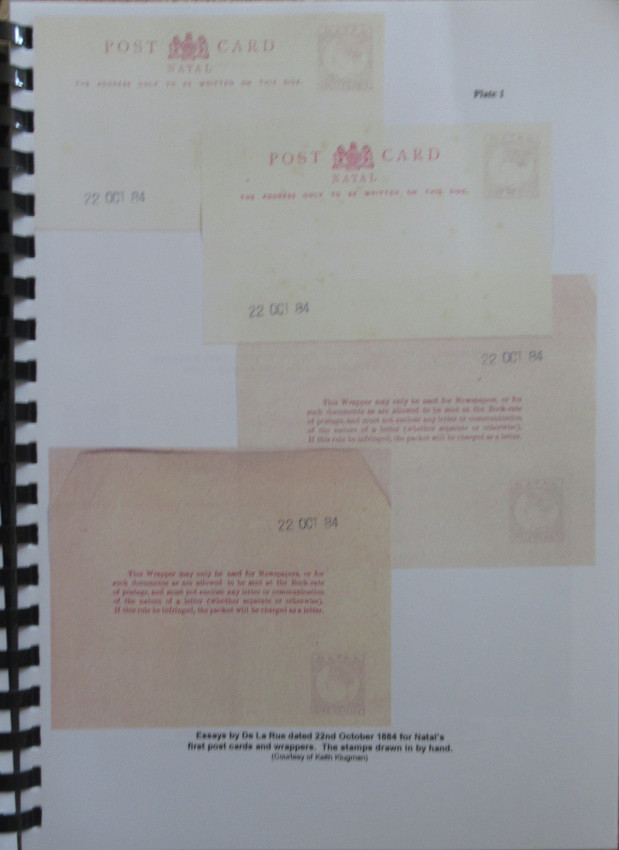 POST CARD
NATAL
THE ADDRESS ONLY TO BE WRITTEN ON THIS SIDE.
22 OCT 84
Plate 1
POST CARD
NATAL
THE ADDRESS ONLY TO BE WRITTEN ON THIS SIDE.
22 OCT 84
22 OCT 84
This Wrapper may only be used for Newspapers, or for
such documents as are allowed to be sent at the Book-rate
of postage, and must not enclose any letter or communication
of the nature of a letter (whether separate or otherwise).
If this rule be infringed, the packet will be charged as a letter.
22 OCT 84
This Wrapper may only be used for Newspapers, or for
such documents as are allowed to be sent at the Book-rate
of postage, and must not enclose any letter or communication
of the nature of a letter (whether separate or otherwise).
If this rule be infringed, the packet will be charged as a letter.
NATAL
Essays by De La Rue dated 22nd October 1884 for Natal's
first post cards and wrappers. The stamps drawn in by hand.
(Courtesy of Keith Klugman)